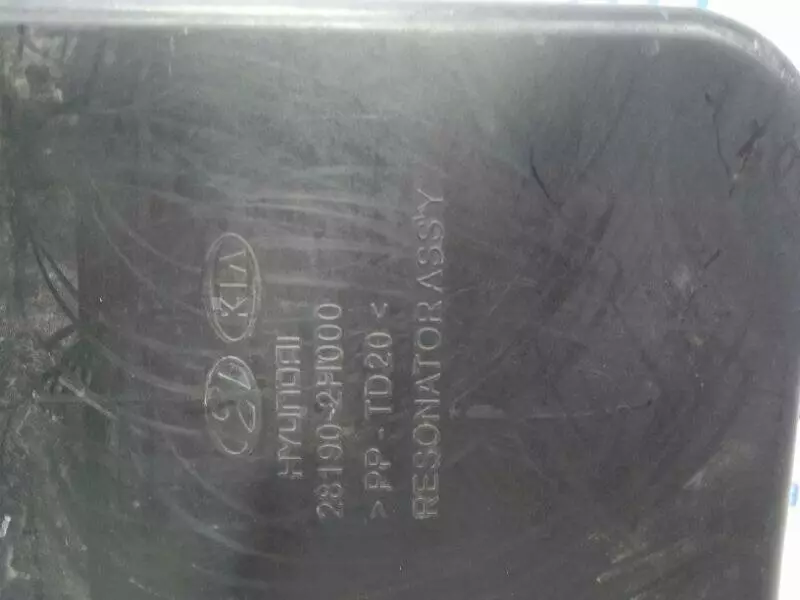 KIA
HYUNDAI
28190-2H000
>PP-TD20<
RESONATOR ASS'Y